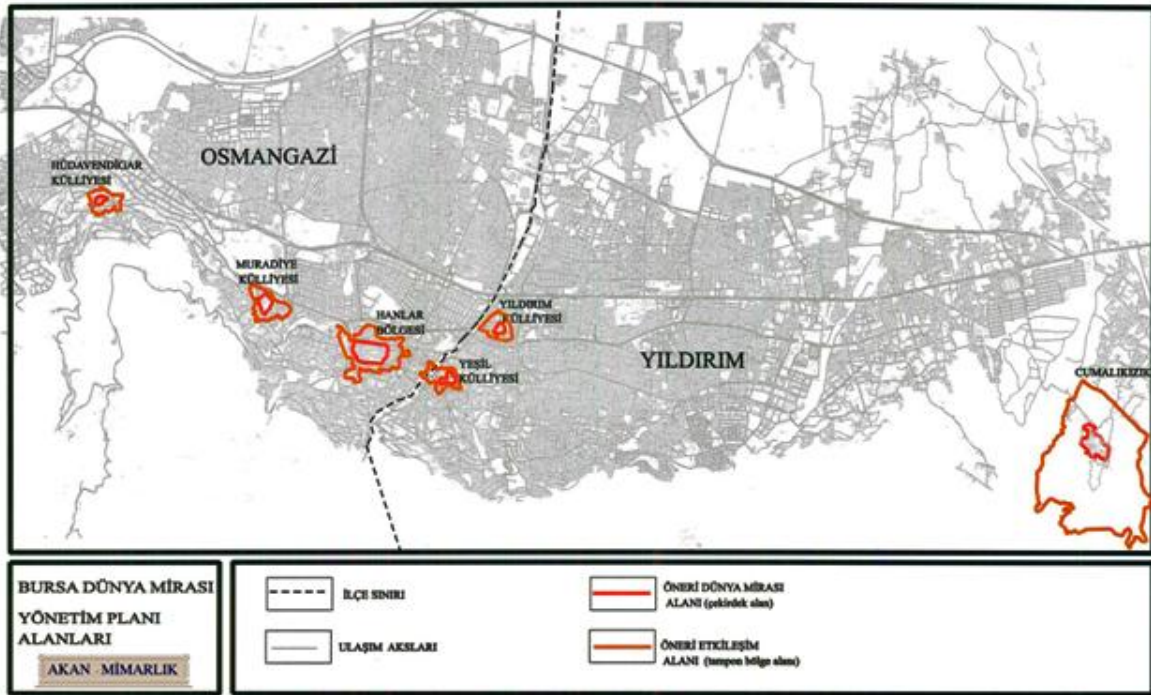 OSMANGAZİ
HÜDAVENDİGAR
KÜLLİYESİ
MURADİYE
KÜLLİYESİ
HANLAR
BÖLGESİ
YILDIRIM
KÜLLİYESİ
YEŞİL
KÜLLİYESİ
YILDIRIM
CUMALIKIZIK
BURSA DÜNYA MİRASI
YÖNETİM PLANI
ALANLARI
AKAN MİMARLIK
İLÇE SINIRI
ULAŞIM AKSLARI
ÖNERİ DÜNYA MİRASI
ALANI (çekirdek alan)
ÖNERİ ETKİLEŞİM
ALANI (tampon bölge alanı)